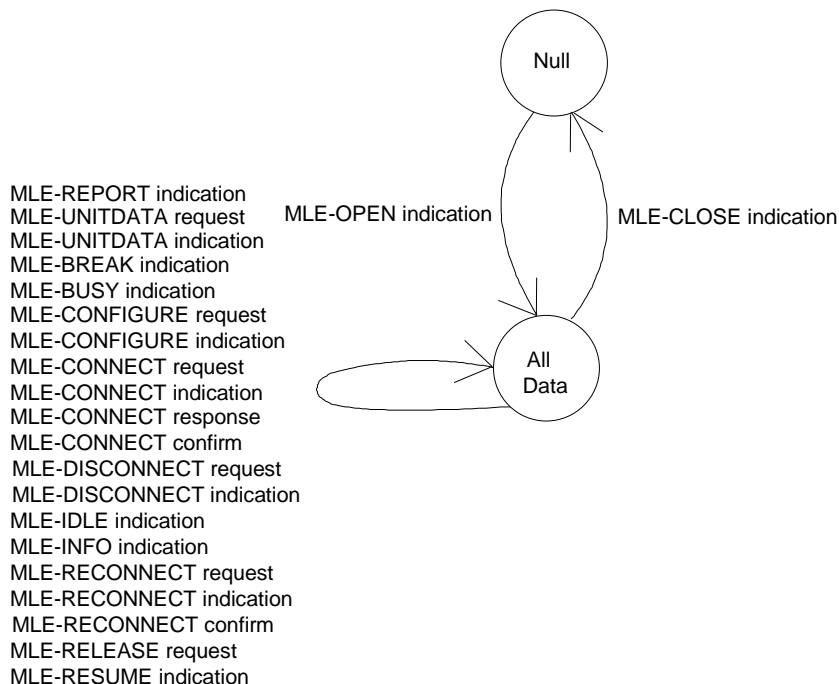 Null
MLE-OPEN indication
MLE-CLOSE indication
All
Data
MLE-REPORT indication
MLE-UNITDATA request
MLE-UNITDATA indication
MLE-BREAK indication
MLE-BUSY indication
MLE-CONFIGURE request
MLE-CONFIGURE indication
MLE-CONNECT request
MLE-CONNECT indication
MLE-CONNECT response
MLE-CONNECT confirm
MLE-DISCONNECT request
MLE-DISCONNECT indication
MLE-IDLE indication
MLE-INFO indication
MLE-RECONNECT request
MLE-RECONNECT indication
MLE-RECONNECT confirm
MLE-RELEASE request
MLE-RESUME indication